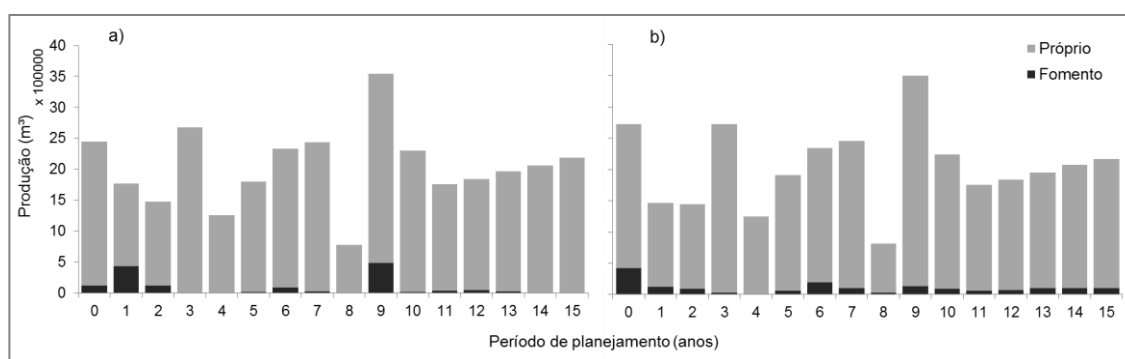 a)
b)
Próprio
Fomento
Produção (m³)
x 100000
40
35
30
25
20
15
10
5
0
0 1 2 3 4 5 6 7 8 9 10 11 12 13 14 15
0 1 2 3 4 5 6 7 8 9 10 11 12 13 14 15
Período de planejamento (anos)